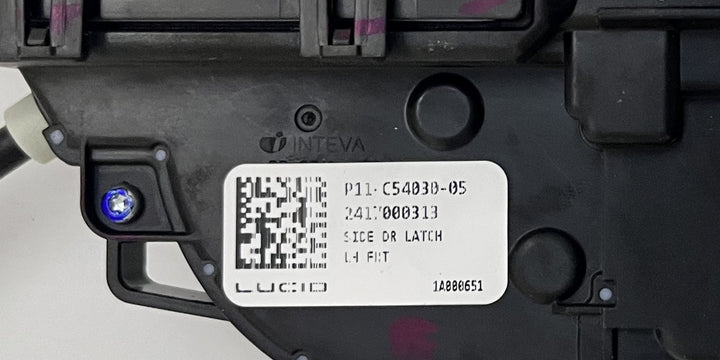 INTEVA
P11-C54030-05
2417000313
SIDE DR LATCH
LH FRT
LUCID
1A000651